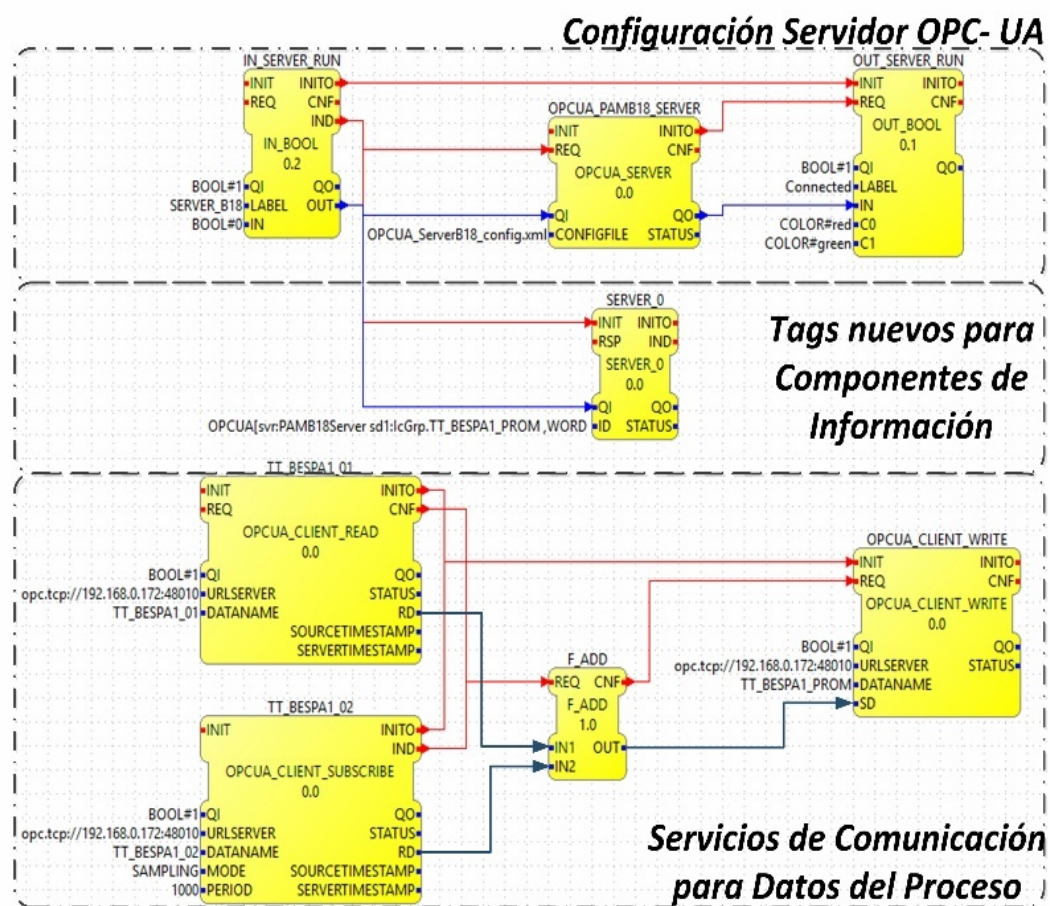 Configuración Servidor OPC- UA
IN_SERVER_RUN
INIT INITO
REQ CNF
IND
IN_BOOL
0.2
BOOL#1 QI QO
SERVER_B18 LABEL OUT
BOOL#0 IN
OPCUA_PAMB18_SERVER
INIT INITO
REQ CNF
OPCUA_SERVER
0.0
QI QO
OPCUA_ServerB18_config.xml CONFIGFILE STATUS
OUT_SERVER_RUN
INIT INITO
REQ CNF
OUT_BOOL
0.1
BOOL#1 QI QO
Connected LABEL
IN
COLOR#red C0
COLOR#green C1
SERVER_0
INIT INITO
RSP IND
SERVER_0
0.0
QI QO
OPCUA[svr:PAMB18Server sd1:IcGrp.TT_BESPA1_PROM ,WORD ID STATUS
Tags nuevos para
Componentes de
Información
TT_BESPA1_01
INIT INITO
REQ CNF
OPCUA_CLIENT_READ
0.0
BOOL#1 QI QO
opc.tcp://192.168.0.172:48010 URLSERVER STATUS
TT_BESPA1_01 DATANAME RD
SOURCETIMESTAMP
SERVERTIMESTAMP
TT_BESPA1_02
INIT INITO
IND
OPCUA_CLIENT_SUBSCRIBE
0.0
BOOL#1 QI QO
opc.tcp://192.168.0.172:48010 URLSERVER STATUS
TT_BESPA1_02 DATANAME RD
SAMPLING MODE SOURCETIMESTAMP
1000 PERIOD SERVERTIMESTAMP
F_ADD
REQ CNF
F_ADD
1.0
IN1 OUT
IN2
OPCUA_CLIENT_WRITE
INIT INITO
REQ CNF
OPCUA_CLIENT_WRITE
0.0
BOOL#1 QI QO
opc.tcp://192.168.0.172:48010 URLSERVER STATUS
TT_BESPA1_PROM DATANAME
SD
Servicios de Comunicación
para Datos del Proceso